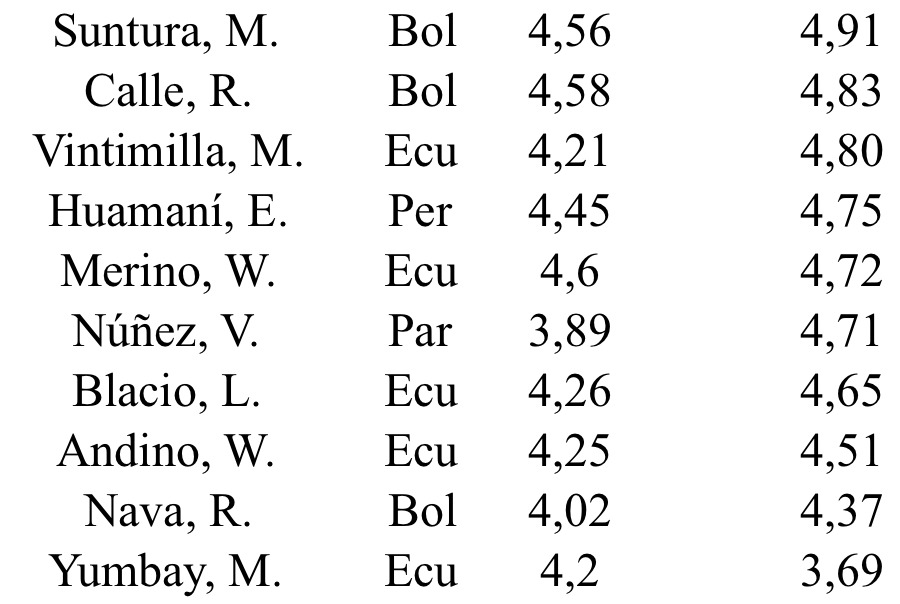 Suntura, M. Bol 4,56 4,91
Calle, R. Bol 4,58 4,83
Vintimilla, M. Ecu 4,21 4,80
Huamaní, E. Per 4,45 4,75
Merino, W. Ecu 4,6 4,72
Núñez, V. Par 3,89 4,71
Blacio, L. Ecu 4,26 4,65
Andino, W. Ecu 4,25 4,51
Nava, R. Bol 4,02 4,37
Yumbay, M. Ecu 4,2 3,69